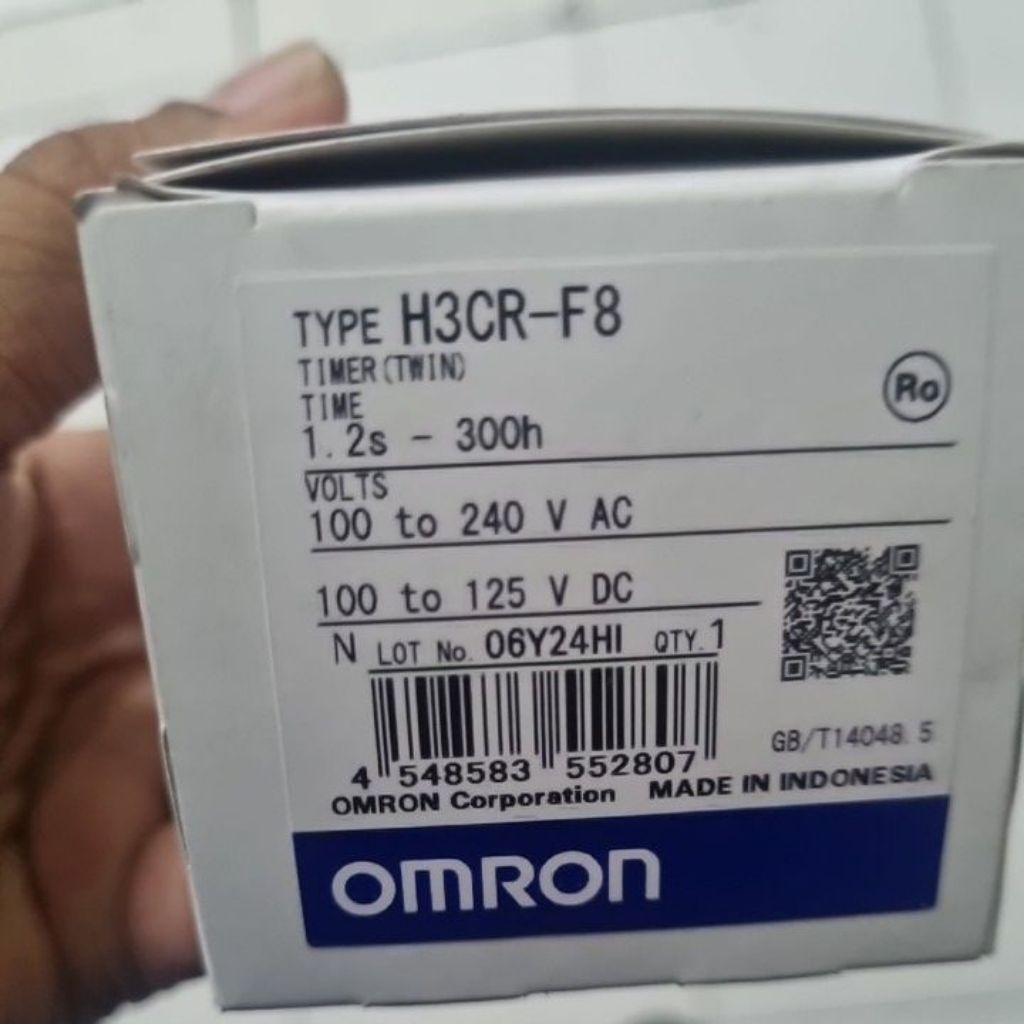 TYPE H3CR-F8
TIMER(TWIN)
Ro
TIME
1.2s - 300h
VOLTS
100 to 240 V AC
100 to 125 V DC
N LOT No. 06Y24HI QTY.1
4 548583 552807
GB/T14048.5
OMRON Corporation MADE IN INDONESIA
OMRON